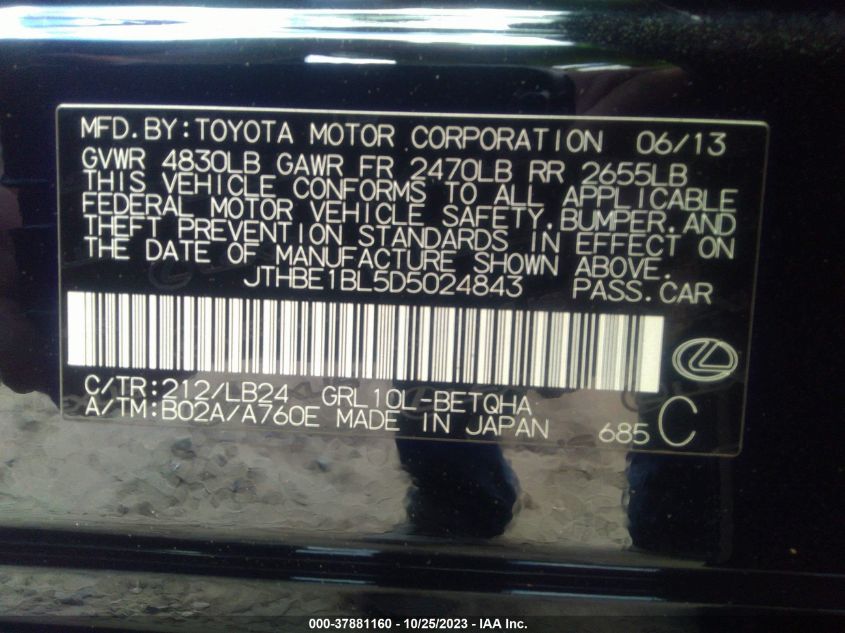 MFD.BY:TOYOTA MOTOR CORPORATION 06/13
GVWR 4830LB GAWR FR 2470LB RR 2655LB
THIS VEHICLE CONFORMS TO ALL APPLICABLE
FEDERAL MOTOR VEHICLE SAFETY,BUMPER,AND
THEFT PREVENTION STANDARDS IN EFFECT ON
THE DATE OF MANUFACTURE SHOWN ABOVE.
JTHBE1BL5D5024843 PASS.CAR
C/TR:212/LB24 GRL10L-BETQHA
A/TM:B02A/A760E MADE IN JAPAN 685 C
000-37881160 - 10/25/2023 - IAA Inc.